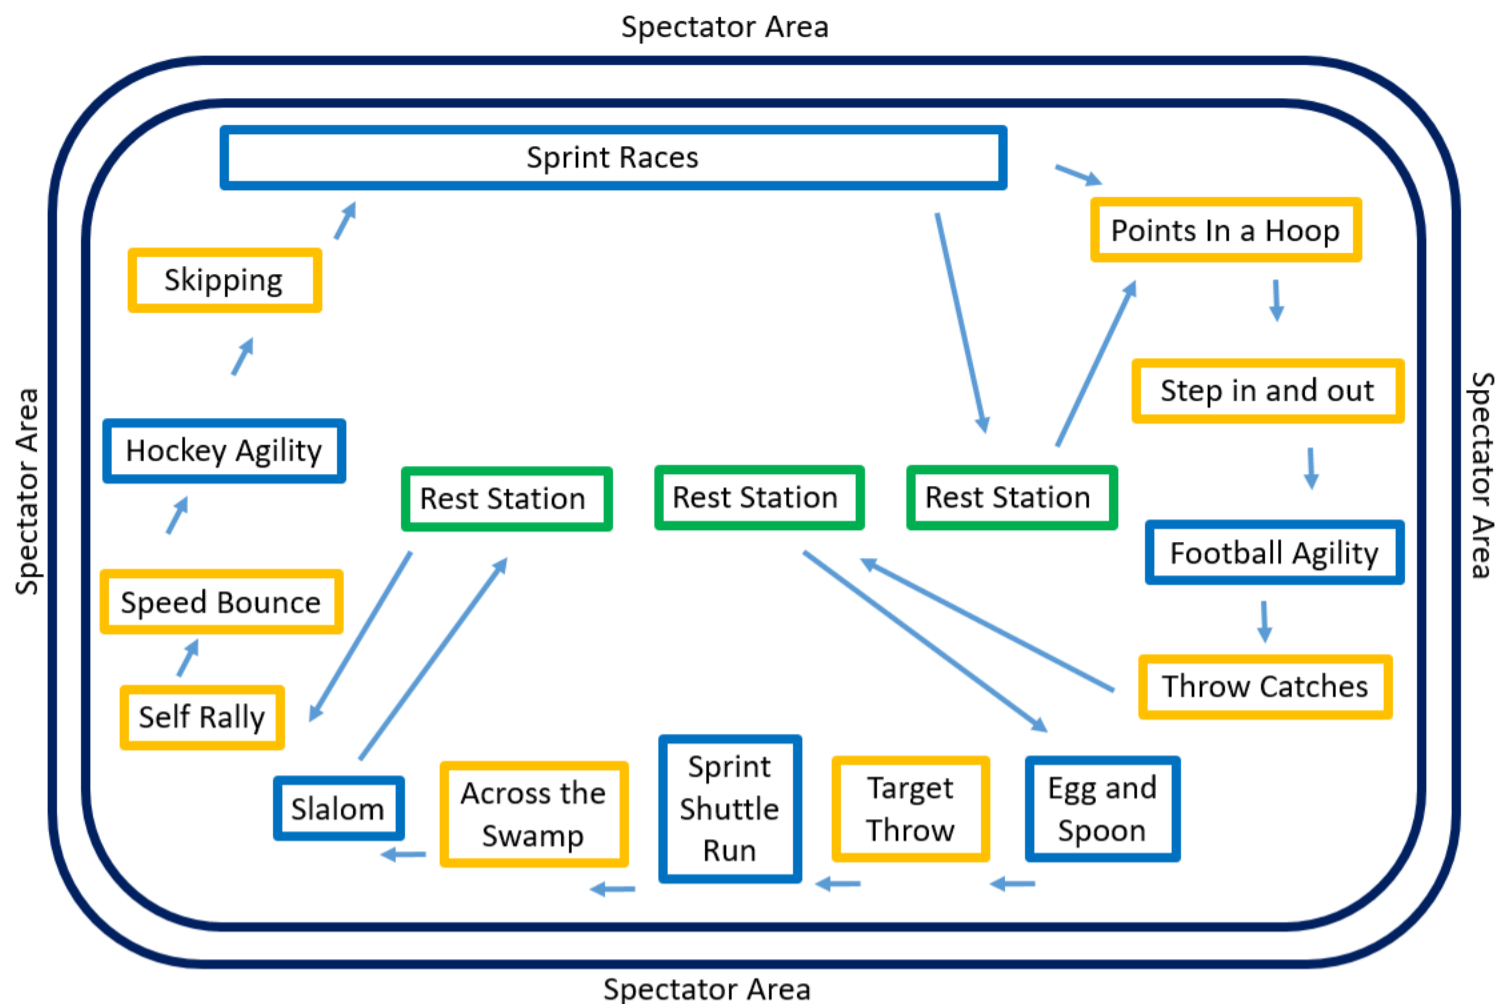 Spectator Area
Sprint Races
Points In a Hoop
Skipping
Step in and out
Spectator Area
Spectator Area
Hockey Agility
Rest Station
Rest Station
Rest Station
Football Agility
Speed Bounce
Throw Catches
Self Rally
Slalom
Across the
Swamp
Sprint
Shuttle
Run
Target
Throw
Egg and
Spoon
Spectator Area